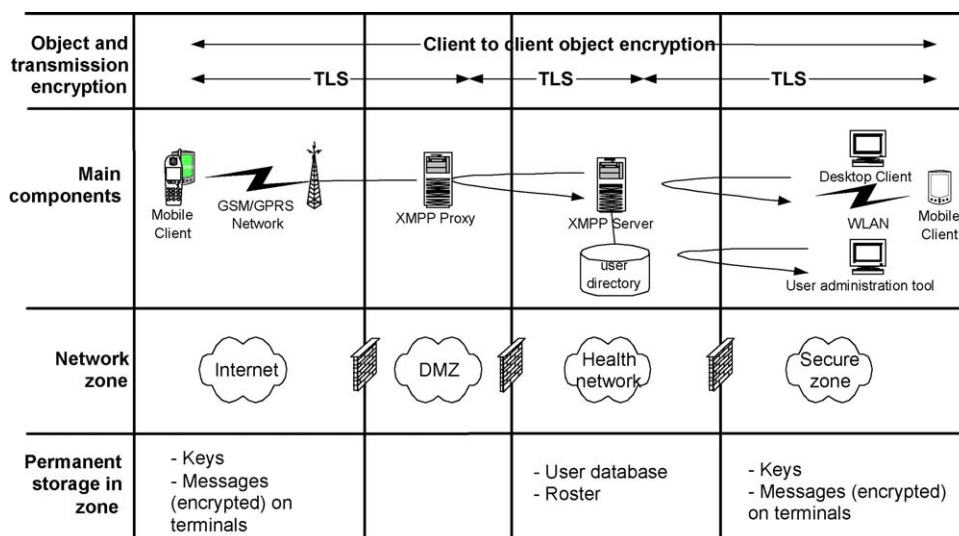 Object and
transmission
encryption
Client to client object encryption
TLS
TLS
TLS
Main
components
Mobile
Client
GSM/GPRS
Network
XMPP Proxy
XMPP Server
user
directory
Desktop Client
WLAN
Mobile
Client
User administration tool
Network
zone
Internet
DMZ
Health
network
Secure
zone
Permanent
storage in
zone
- Keys
- Messages
(encrypted) on
terminals
- User database
- Roster
- Keys
- Messages (encrypted)
on terminals